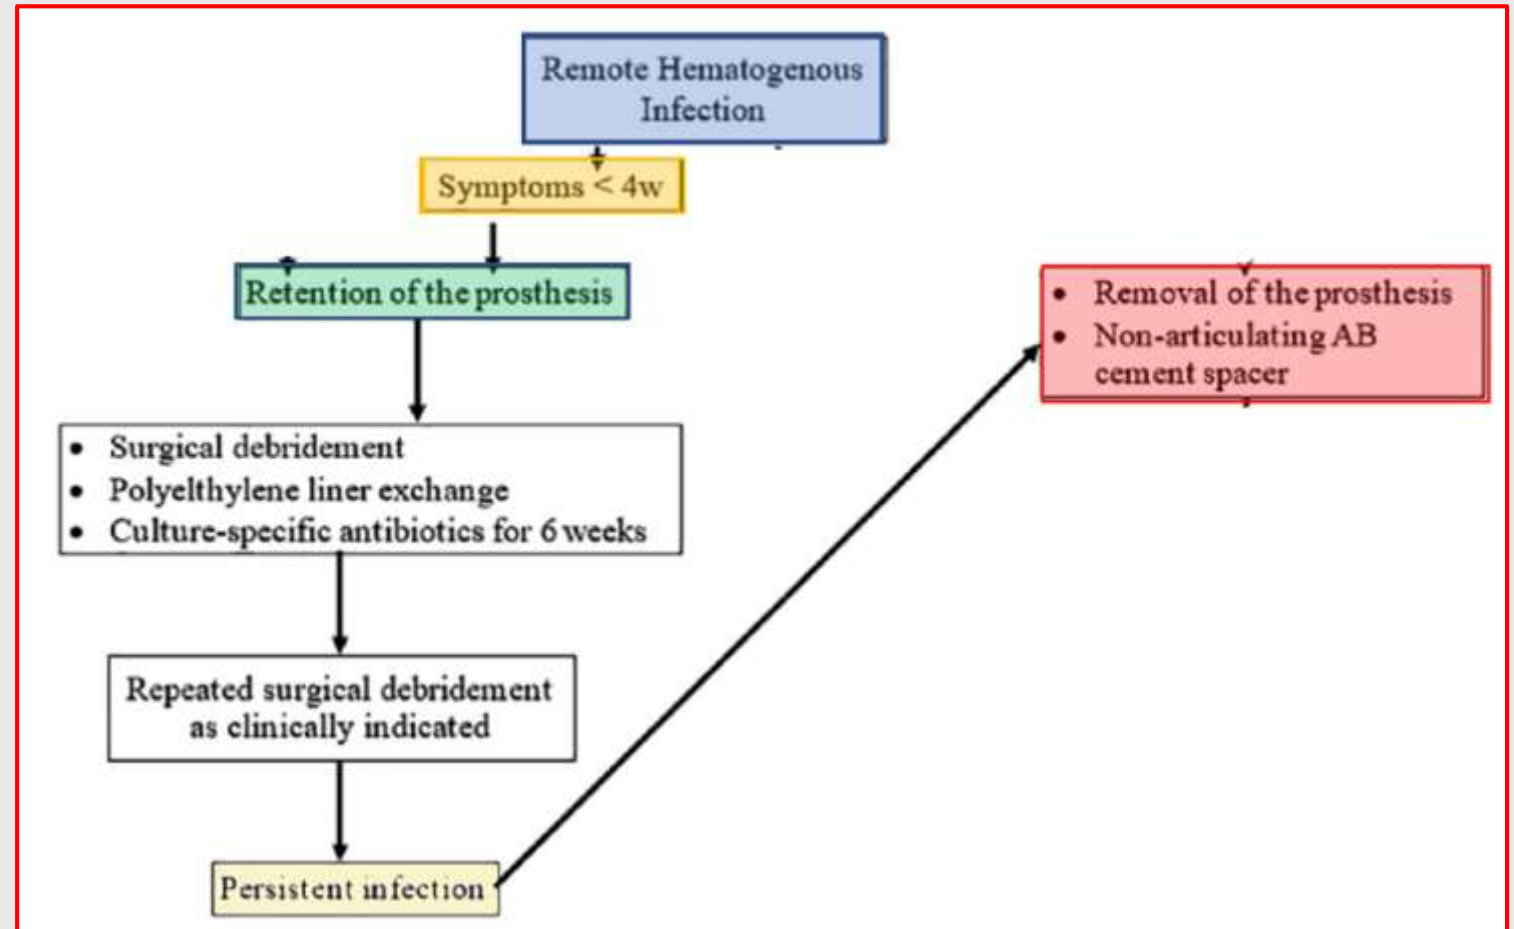 Remote Hematogenous
Infection
Symptoms < 4w
Retention of the prosthesis
• Surgical debridement
• Polyelthylene liner exchange
• Culture-specific antibiotics for 6 weeks
Repeated surgical debridement
as clinically indicated
Persistent infection
• Removal of the prosthesis
• Non-articulating AB
cement spacer